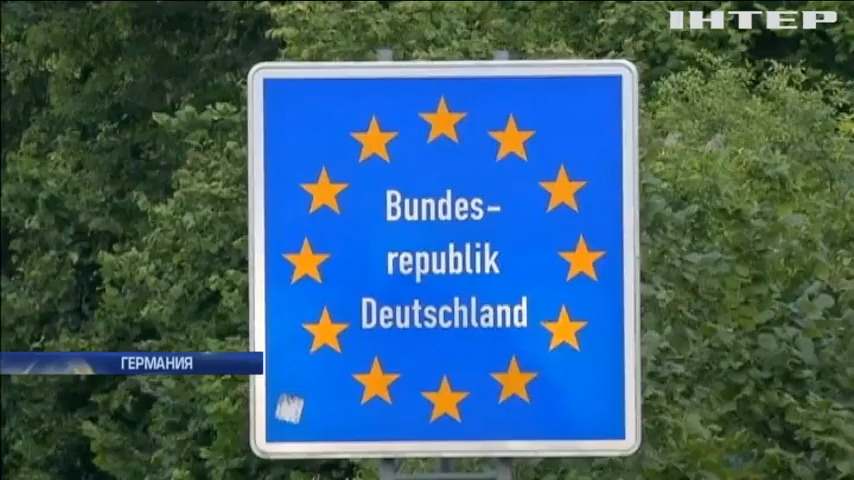 ІНТЕР
Bundes-
republik
Deutschland
ГЕРМАНИЯ